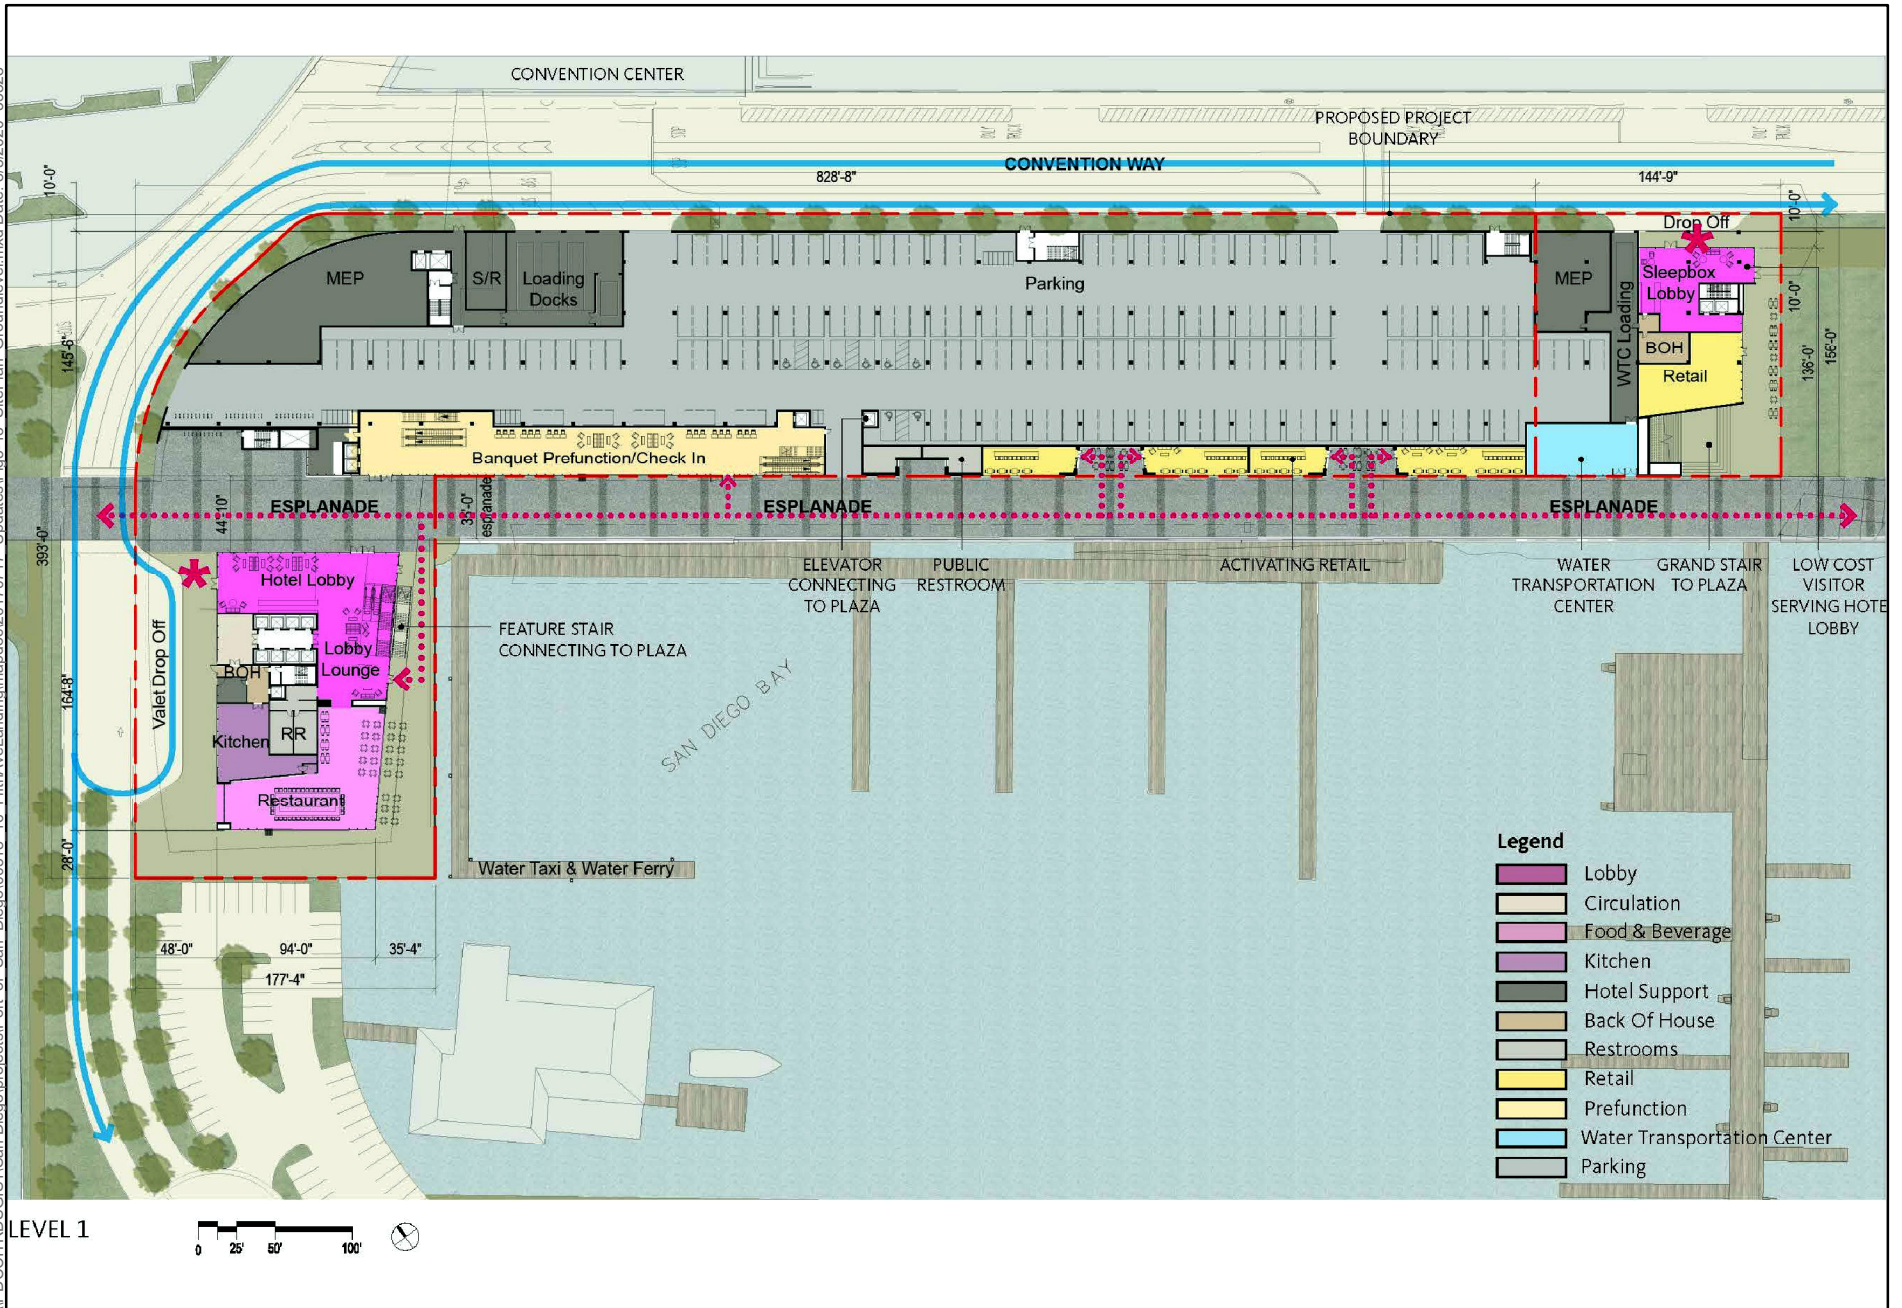 CONVENTION CENTER
PROPOSED PROJECT
BOUNDARY
CONVENTION WAY
828'-8"
144'-9"
10'-0"
10'-0"
Drop Off
MEP
S/R
Loading
Docks
Parking
MEP
WTC Loading
Sleepbox
Lobby
BOH
Retail
10'-0"
136'-0"
156'-0"
145'-6"
Banquet Prefunction/Check In
ESPLANADE
44'-10"
esplanade
ESPLANADE
ESPLANADE
393'-0"
ELEVATOR
CONNECTING
TO PLAZA
PUBLIC
RESTROOM
ACTIVATING RETAIL
WATER
TRANSPORTATION
CENTER
GRAND STAIR
TO PLAZA
LOW COST
VISITOR
SERVING HOTE
LOBBY
Hotel Lobby
FEATURE STAIR
CONNECTING TO PLAZA
Lobby
Lounge
BOH
Valet Drop Off
164'-8"
Kitchen
RR
Restaurant
SAN DIEGO BAY
28'-0"
Water Taxi & Water Ferry
48'-0"
94'-0"
35'-4"
177'-4"
Legend
Lobby
Circulation
Food & Beverage
Kitchen
Hotel Support
Back Of House
Restrooms
Retail
Prefunction
Water Transportation Center
Parking
LEVEL 1
0
25'
50'
100'